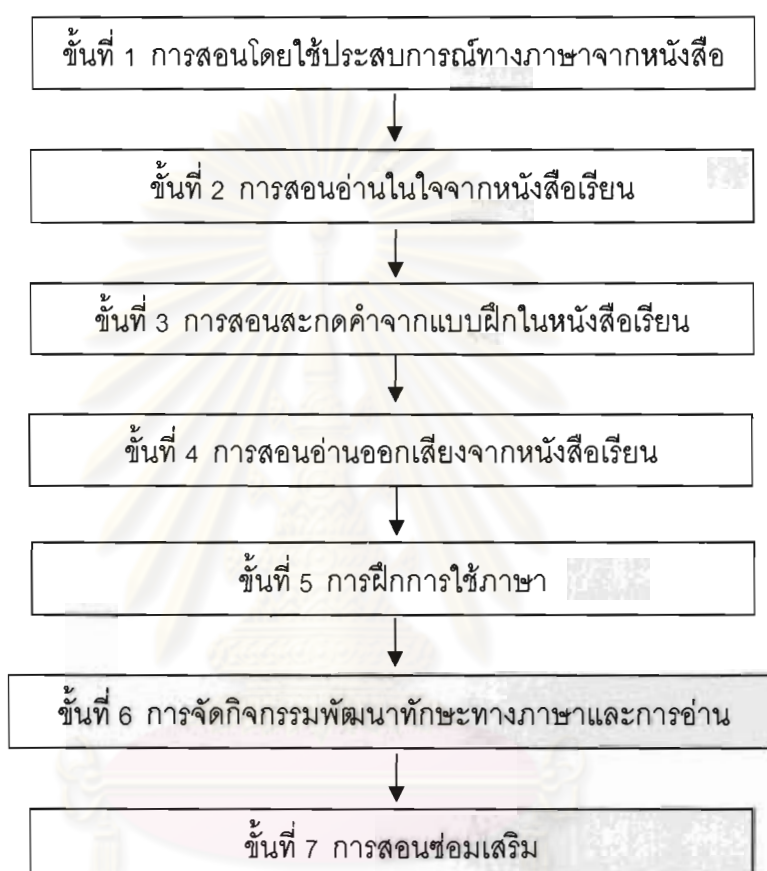 ขั้นที่ 1 การสอนโดยใช้ประสบการณ์ทางภาษาจากหนังสือ
ขั้นที่ 2 การสอนอ่านในใจจากหนังสือเรียน
ขั้นที่ 3 การสอนสะกดคำจากแบบฝึกในหนังสือเรียน
ขั้นที่ 4 การสอนอ่านออกเสียงจากหนังสือเรียน
ขั้นที่ 5 การฝึกการใช้ภาษา
ขั้นที่ 6 การจัดกิจกรรมพัฒนาทักษะทางภาษาและการอ่าน
ขั้นที่ 7 การสอนซ่อมเสริม